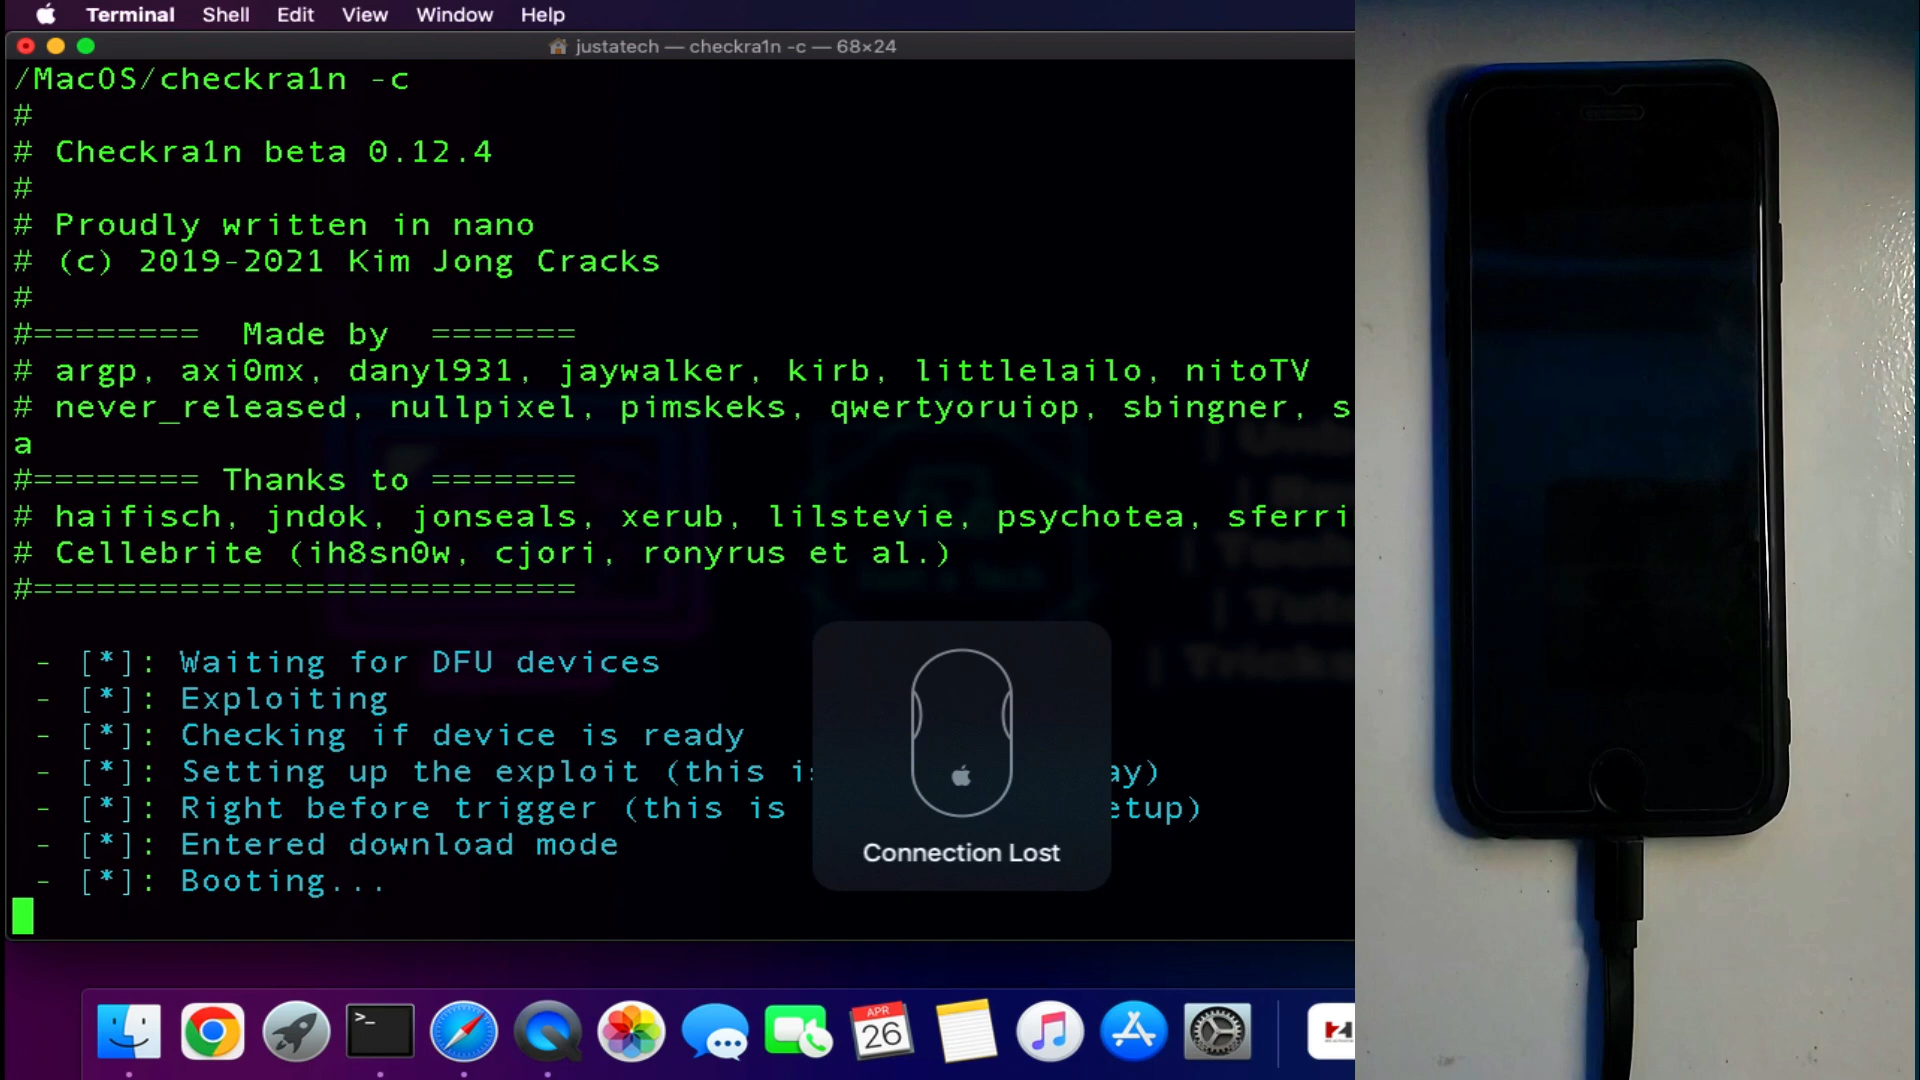 Terminal Shell Edit View Window Help
justatech — checkra1n -c — 68×24
/MacOS/checkra1n -c
#
# Checkra1n beta 0.12.4
#
# Proudly written in nano
# (c) 2019-2021 Kim Jong Cracks
#
#======== Made by =======
# argp, axi0mx, danyl931, jaywalker, kirb, littlelailo, nitoTV
# never_released, nullpixel, pimskeks, qwertyoruiop, sbingner, s
a
#======== Thanks to =======
# haifisch, jndok, jonseals, xerub, lilstevie, psychotea, sferri
# Cellebrite (ih8sn0w, cjori, ronyrus et al.)
#==========================
- [*]: Waiting for DFU devices
- [*]: Exploiting
- [*]: Checking if device is ready
- [*]: Setting up the exploit (this is ay)
- [*]: Right before trigger (this is etup)
- [*]: Entered download mode
- [*]: Booting...
Connection Lost
>_
APR
26